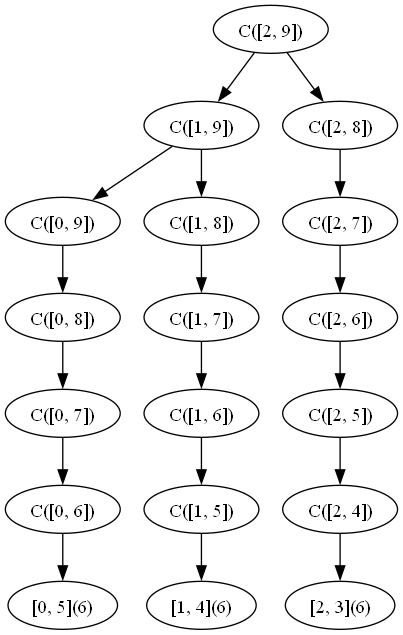 C([2, 9])
C([1, 9])
C([2, 8])
C([0, 9])
C([1, 8])
C([2, 7])
C([0, 8])
C([1, 7])
C([2, 6])
C([0, 7])
C([1, 6])
C([2, 5])
C([0, 6])
C([1, 5])
C([2, 4])
[0, 5](6)
[1, 4](6)
[2, 3](6)